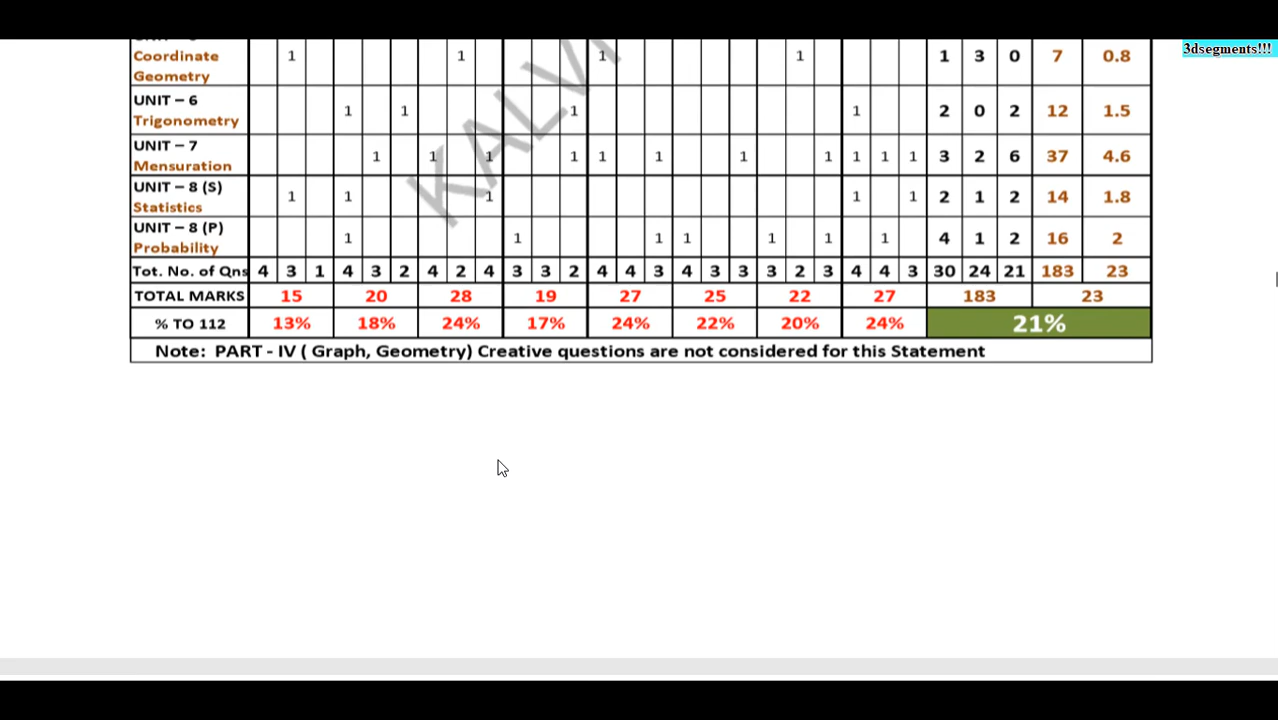 3dsegments!!!
Coordinate 1 1 1 1 1 3 0 7 0.8
Geometry
UNIT – 6
Trigonometry 1 1 1 1 2 0 2 12 1.5
UNIT – 7
Mensuration 1 1 1 1 1 1 1 1 1 1 1 3 2 6 37 4.6
UNIT – 8 (S)
Statistics 1 1 1 1 1 2 1 2 14 1.8
UNIT – 8 (P)
Probability 1 1 1 1 1 1 1 4 1 2 16 2
Tot. No. of Qns 4 3 1 4 3 2 4 2 4 3 3 2 4 4 3 4 3 3 3 2 3 4 4 3 30 24 21 183 23
TOTAL MARKS 15 20 28 19 27 25 22 27 183 23
% TO 112 13% 18% 24% 17% 24% 22% 20% 24% 21%
Note: PART - IV ( Graph, Geometry) Creative questions are not considered for this Statement
KALVI